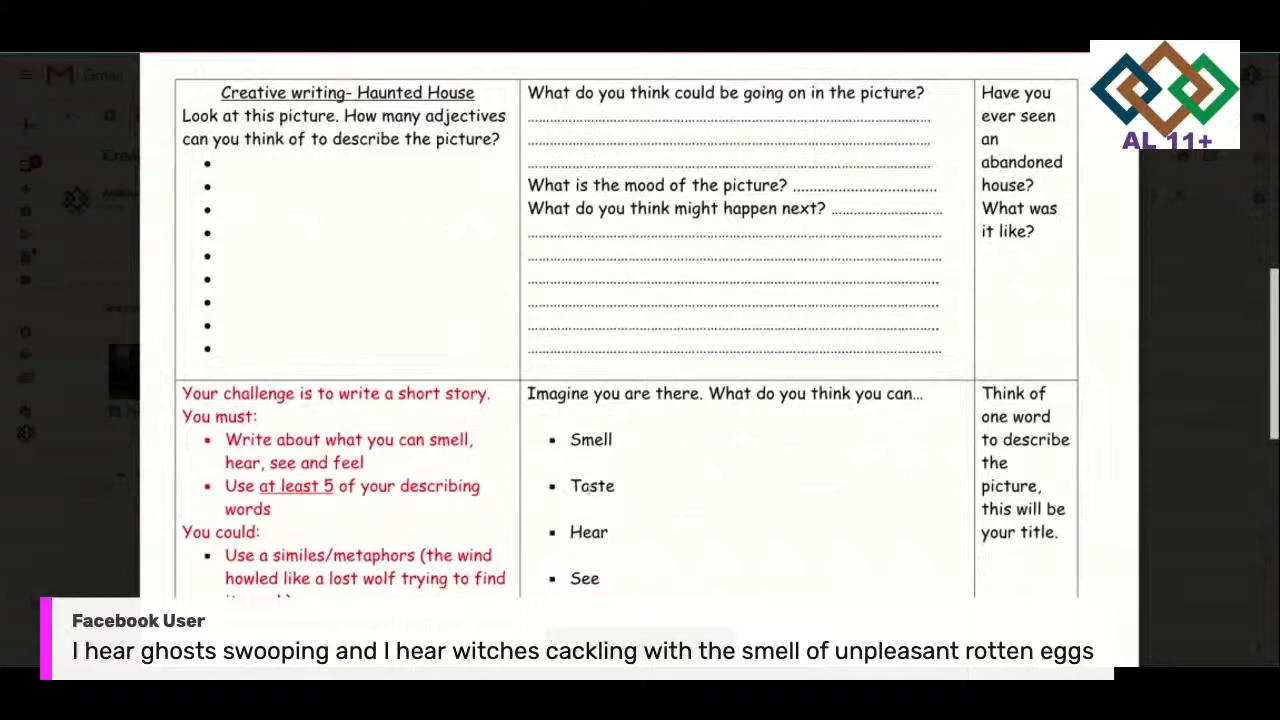 AL 11+
Creative writing- Haunted House
Look at this picture. How many adjectives
can you think of to describe the picture?
What do you think could be going on in the picture?
What is the mood of the picture?
What do you think might happen next?
Have you
ever seen
an
abandoned
house?
What was
it like?
Your challenge is to write a short story.
You must:
Write about what you can smell,
hear, see and feel
Use at least 5 of your describing
words
You could:
Use a similes/metaphors (the wind
howled like a lost wolf trying to find
Imagine you are there. What do you think you can...
Smell
Taste
Hear
See
Think of
one word
to describe
the
picture,
this will be
your title.
Facebook User
I hear ghosts swooping and I hear witches cackling with the smell of unpleasant rotten eggs